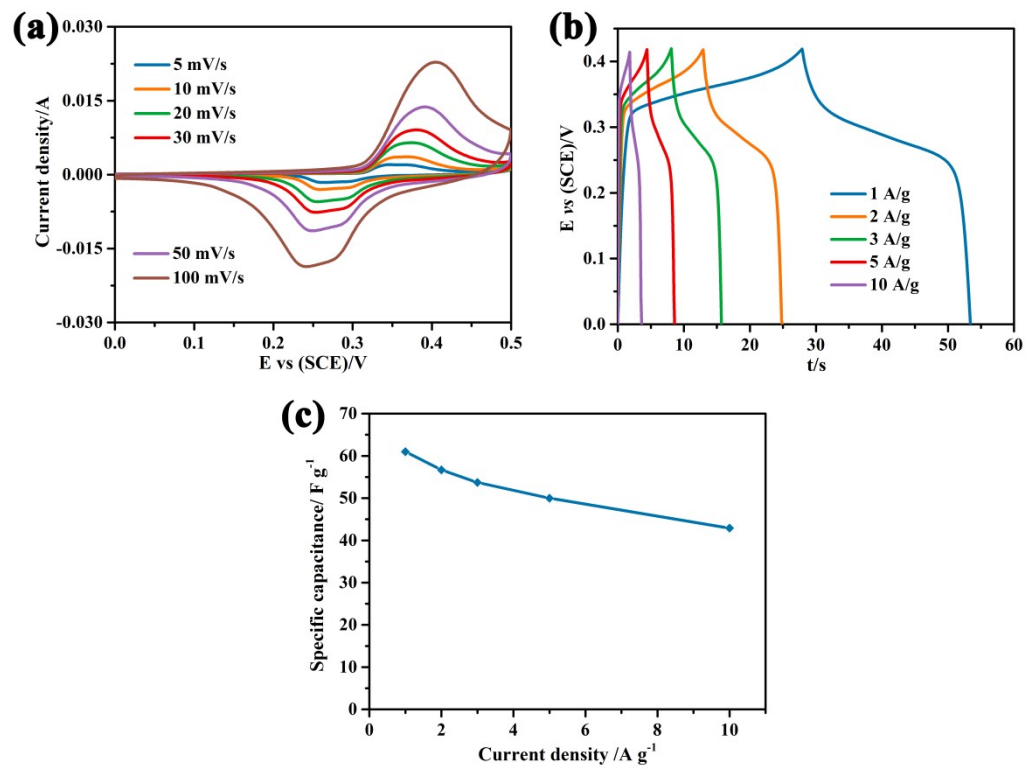 (a)
0.030
0.015
0.000
-0.015
-0.030
Current density/A
5 mV/s
10 mV/s
20 mV/s
30 mV/s
50 mV/s
100 mV/s
0.0 0.1 0.2 0.3 0.4 0.5
E vs (SCE)/V
(b)
0.4
0.3
0.2
0.1
0.0
E vs (SCE)/V
1 A/g
2 A/g
3 A/g
5 A/g
10 A/g
0 10 20 30 40 50 60
t/s
(c)
70
60
50
40
30
20
10
0
Specific capacitance/ F g-1
0 2 4 6 8 10
Current density /A g-1